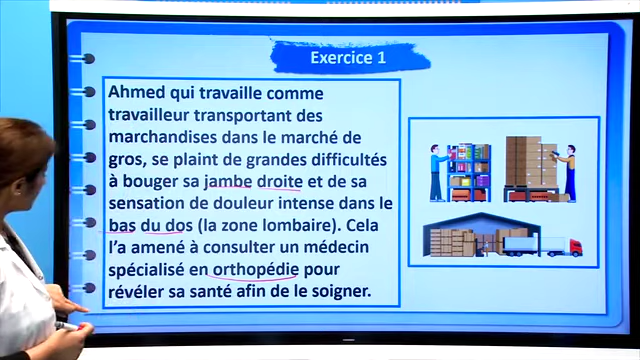 Exercice 1
Ahmed qui travaille comme
travailleur transportant des
marchandises dans le marché de
gros, se plaint de grandes difficultés
à bouger sa jambe droite et de sa
sensation de douleur intense dans le
bas du dos (la zone lombaire). Cela
l'a amené à consulter un médecin
spécialisé en orthopédie pour
révéler sa santé afin de le soigner.